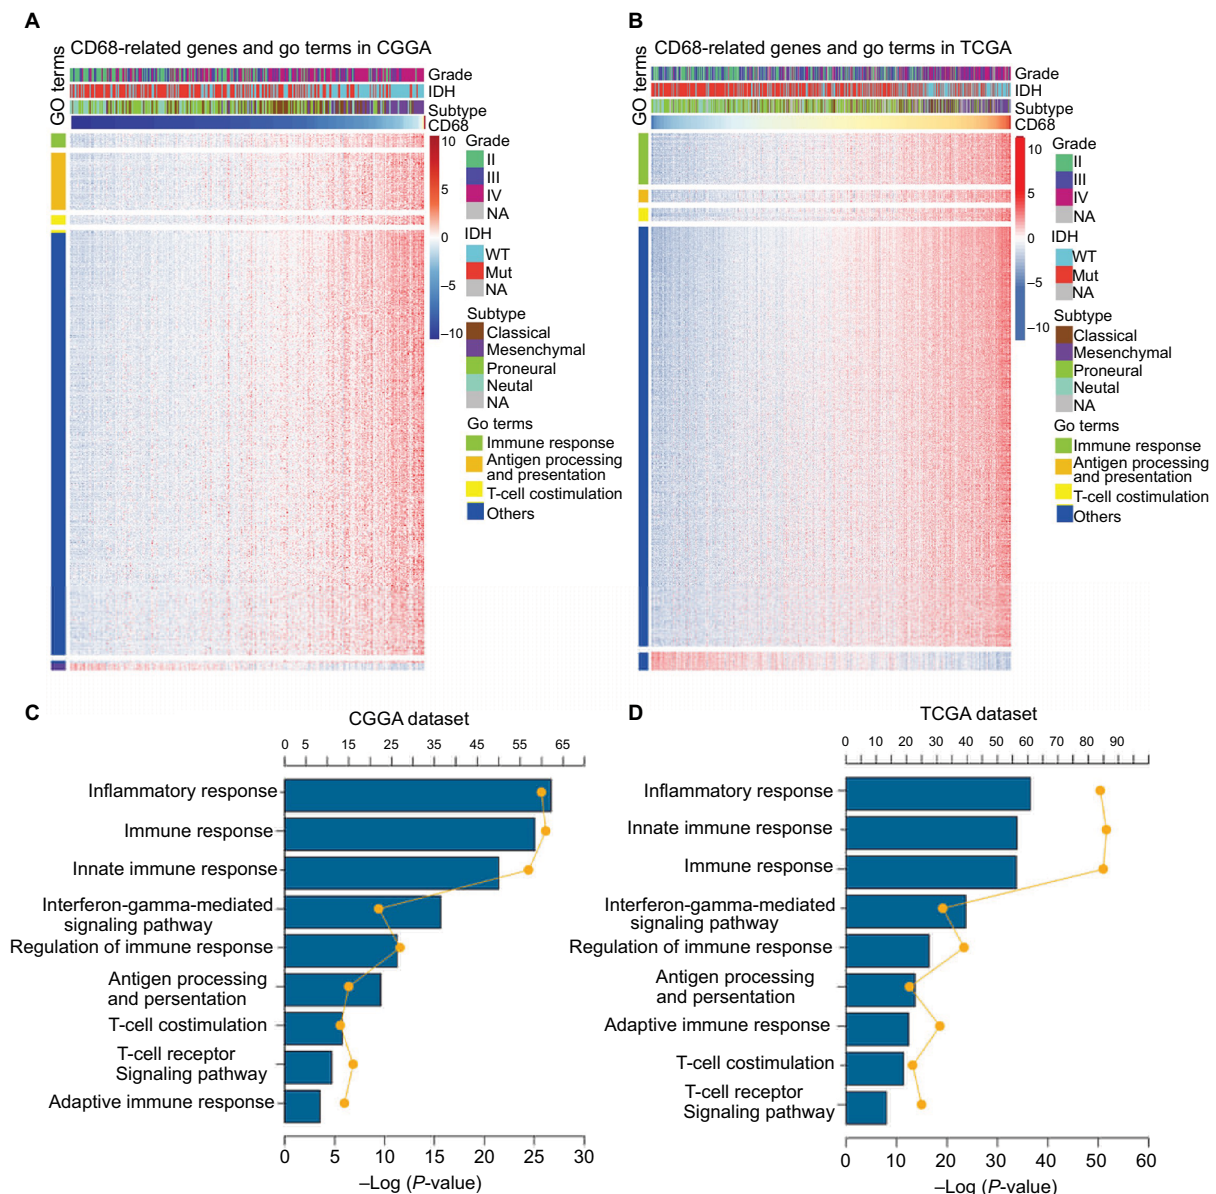 A
CD68-related genes and go terms in CGGA
GO terms
Grade
IDH
Subtype
CD68
10
5
0
−5
−10
Grade
II
III
IV
NA
IDH
WT
Mut
NA
Subtype
Classical
Mesenchymal
Proneural
Neutal
NA
Go terms
Immune response
Antigen processing
and presentation
T-cell costimulation
Others
B
CD68-related genes and go terms in TCGA
GO terms
Grade
IDH
Subtype
CD68
10
5
0
−5
−10
Grade
II
III
IV
NA
IDH
WT
Mut
NA
Subtype
Classical
Mesenchymal
Proneural
Neutal
NA
Go terms
Immune response
Antigen processing
and presentation
T-cell costimulation
Others
C
CGGA dataset
0 5 15 25 35 45 55 65
Inflammatory response
Immune response
Innate immune response
Interferon-gamma-mediated
signaling pathway
Regulation of immune response
Antigen processing
and persentation
T-cell costimulation
T-cell receptor
Signaling pathway
Adaptive immune response
0 5 10 15 20 25 30
−Log (P-value)
D
TCGA dataset
0 10 20 30 40 50 60 70 80 90
Inflammatory response
Innate immune response
Immune response
Interferon-gamma-mediated
signaling pathway
Regulation of immune response
Antigen processing
and persentation
Adaptive immune response
T-cell costimulation
T-cell receptor
Signaling pathway
0 10 20 30 40 50 60
−Log (P-value)